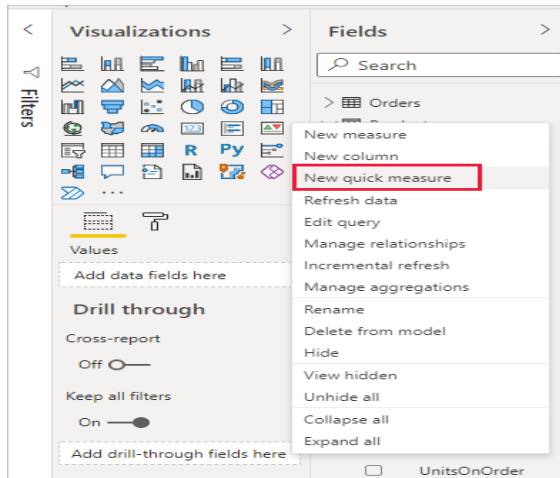 Visualizations
Fields
Filters
Search
Orders
123
R
Py
Values
Add data fields here
Drill through
Cross-report
Off
Keep all filters
On
Add drill-through fields here
New measure
New column
New quick measure
Refresh data
Edit query
Manage relationships
Incremental refresh
Manage aggregations
Rename
Delete from model
Hide
View hidden
Unhide all
Collapse all
Expand all
UnitsOnOrder